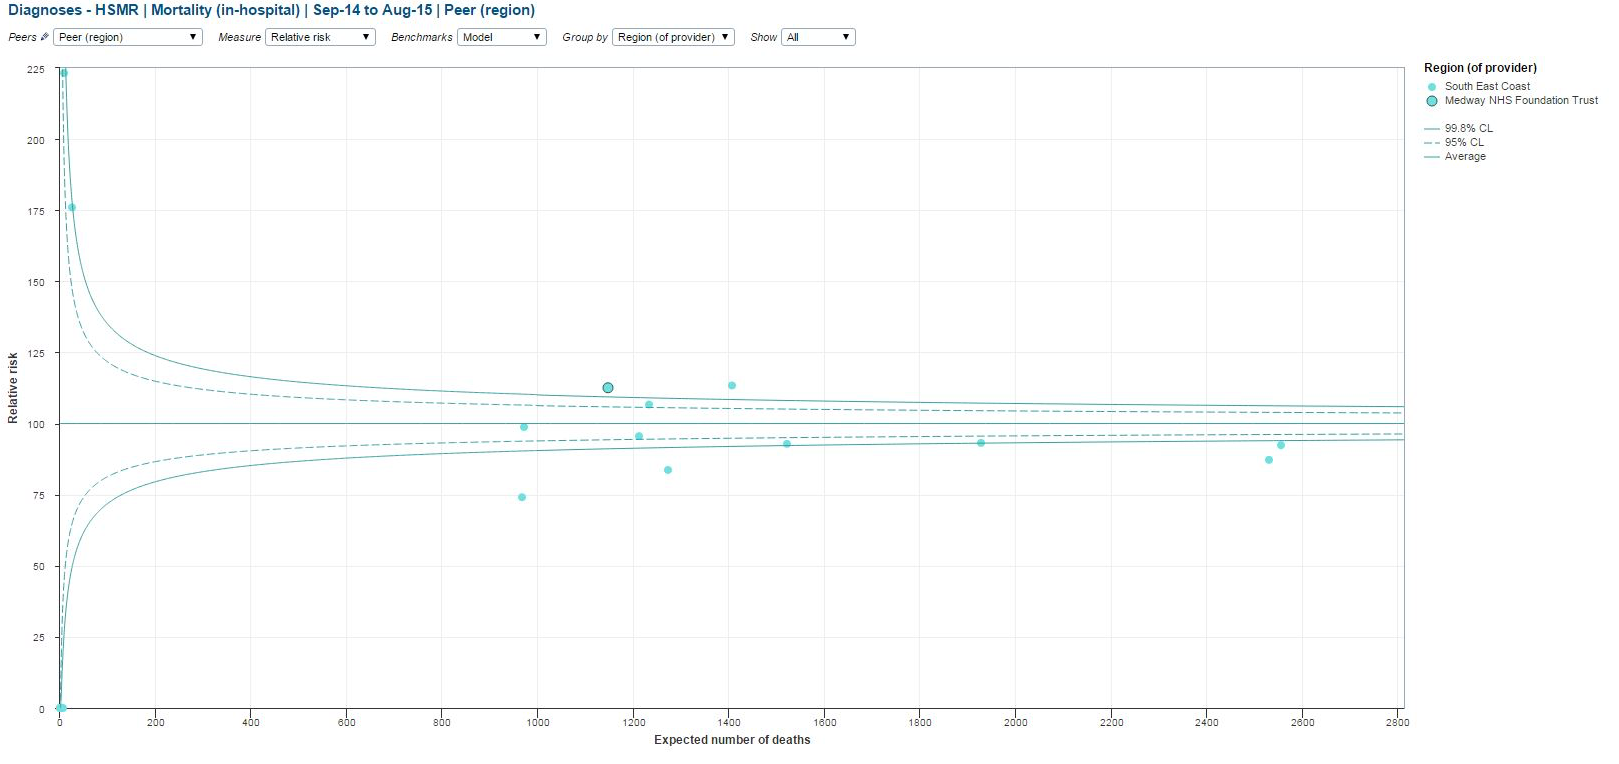 Diagnoses - HSMR | Mortality (in-hospital) | Sep-14 to Aug-15 | Peer (region)
Peers Peer (region) Measure Relative risk Benchmarks Model Group by Region (of provider) Show All
Region (of provider)
South East Coast
Medway NHS Foundation Trust
99.8% CL
95% CL
Average
225
200
175
150
125
100
75
50
25
0
Relative risk
0 200 400 600 800 1000 1200 1400 1600 1800 2000 2200 2400 2600 2800
Expected number of deaths